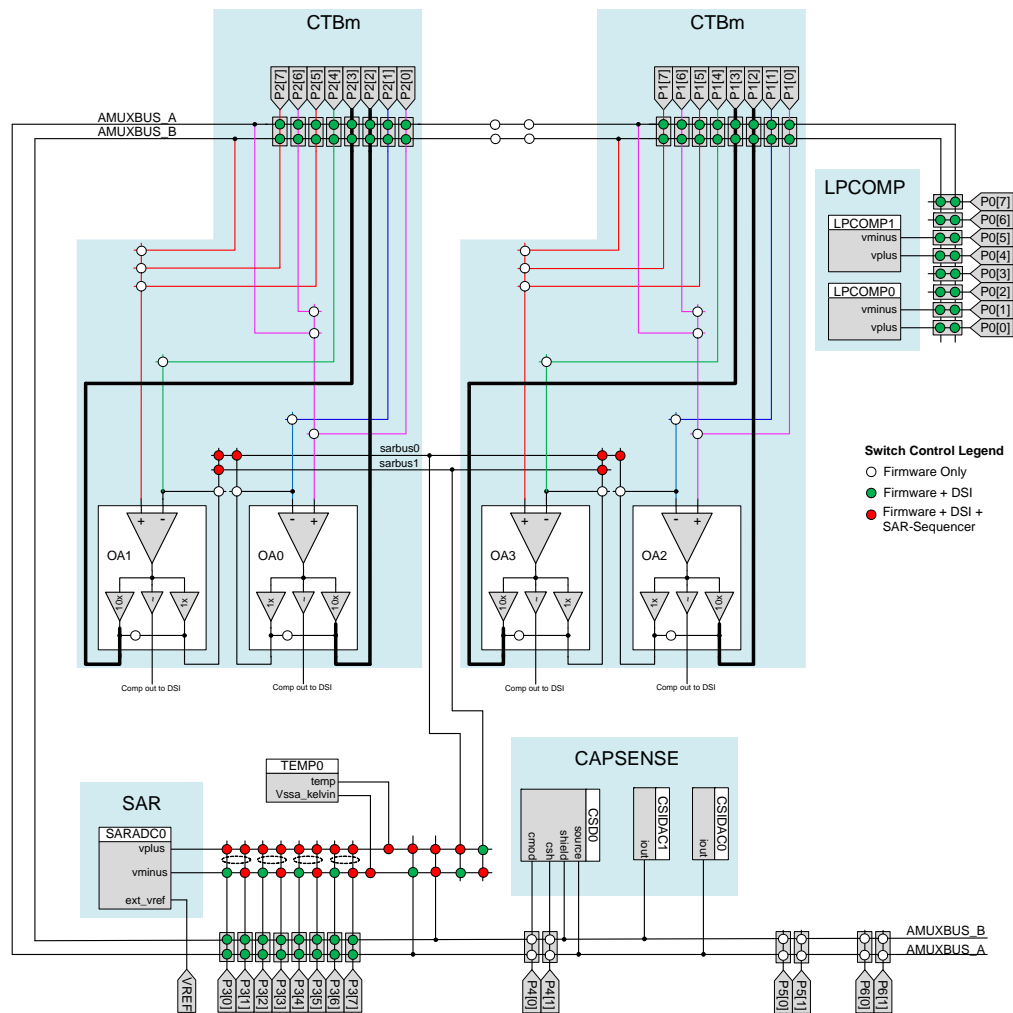 CTBm
CTBm
P2[7]
P2[6]
P2[5]
P2[4]
P2[3]
P2[2]
P2[1]
P2[0]
P1[7]
P1[6]
P1[5]
P1[4]
P1[3]
P1[2]
P1[1]
P1[0]
AMUXBUS_A
AMUXBUS_B
LPCOMP
LPCOMP1
vminus
vplus
LPCOMP0
vminus
vplus
P0[7]
P0[6]
P0[5]
P0[4]
P0[3]
P0[2]
P0[1]
P0[0]
sarbus0
sarbus1
Switch Control Legend
Firmware Only
Firmware + DSI
Firmware + DSI +
SAR-Sequencer
+ -
OA1
10x
~
1x
- +
OA0
1x
~
10x
+ -
OA3
10x
~
1x
- +
OA2
1x
~
10x
Comp out to DSI
Comp out to DSI
Comp out to DSI
Comp out to DSI
TEMP0
temp
Vssa_kelvin
SAR
SARADC0
vplus
vminus
ext_vref
CAPSENSE
CSD0
cmod
csh
shield
source
CSIDAC1
iout
CSIDAC0
iout
AMUXBUS_B
AMUXBUS_A
VREF
P3[0]
P3[1]
P3[2]
P3[3]
P3[4]
P3[5]
P3[6]
P3[7]
P4[0]
P4[1]
P5[0]
P5[1]
P6[0]
P6[1]